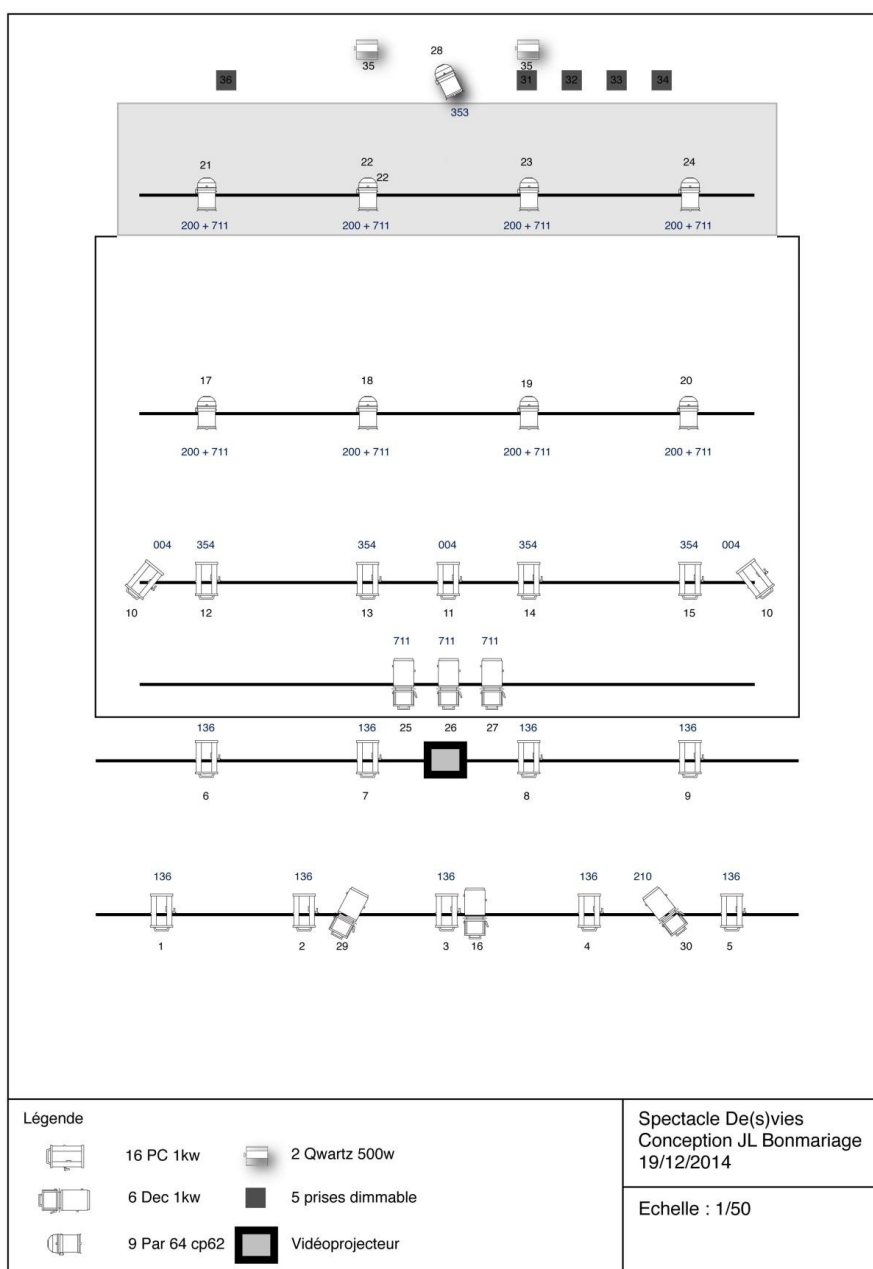 35 28 35
36 31 32 33 34
353
21 22 23 24
22
200 + 711 200 + 711 200 + 711 200 + 711
17 18 19 20
200 + 711 200 + 711 200 + 711 200 + 711
004 354 354 004 354 354 004
10 12 13 11 14 15 10
711 711 711
25 26 27
136 136 136 136
6 7 8 9
136 136 136 136 210 136
1 2 29 3 16 4 30 5
Légende
16 PC 1kw
6 Dec 1kw
9 Par 64 cp62
2 Qwartz 500w
5 prises dimmable
Vidéoprojecteur
Spectacle De(s)vies
Conception JL Bonmariage
19/12/2014
Echelle : 1/50